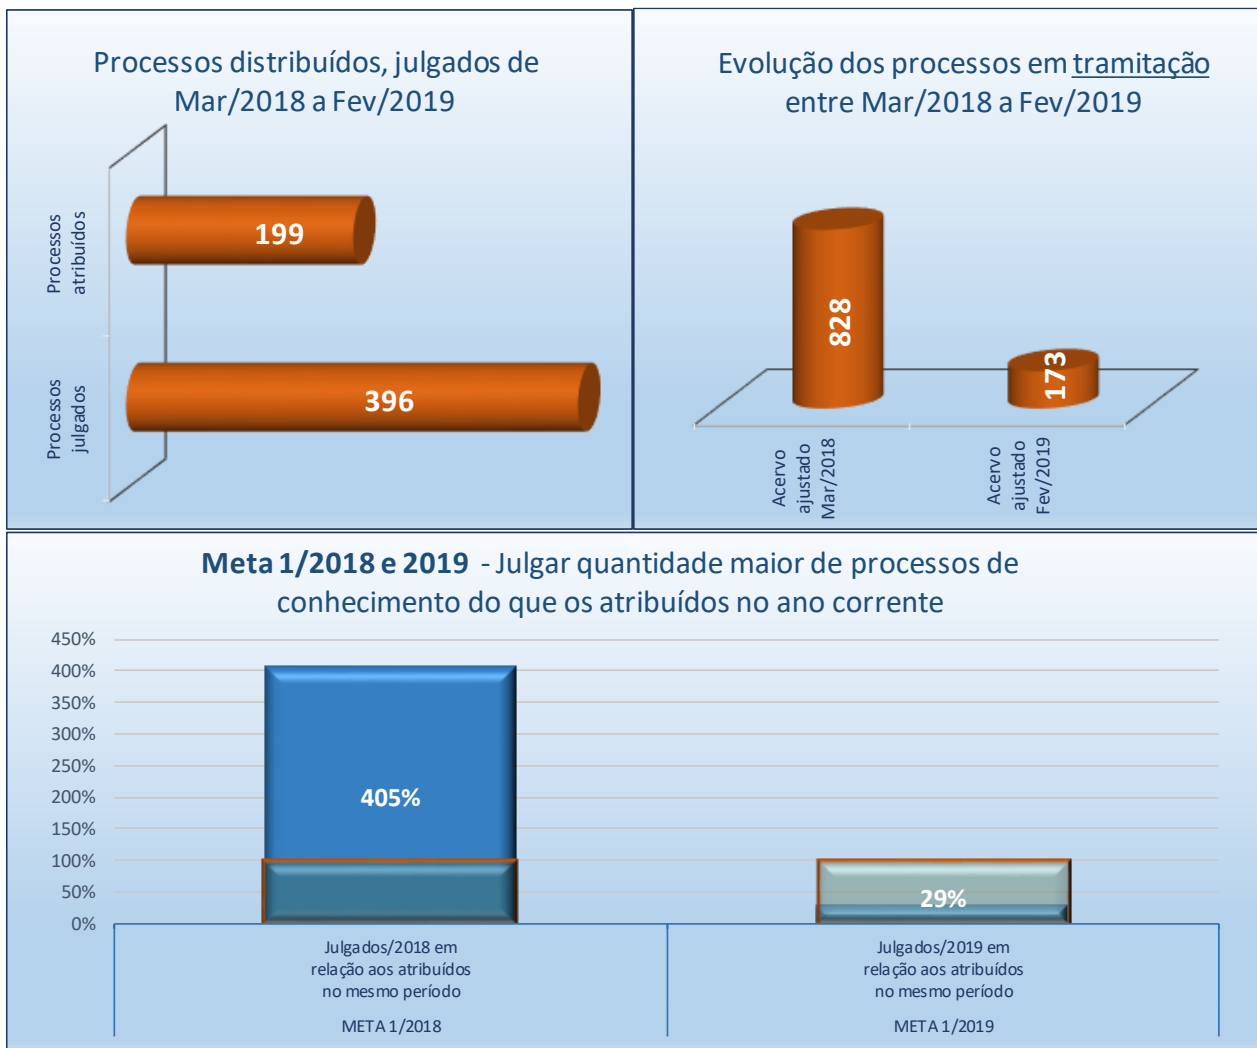 Processos distribuídos, julgados de
Mar/2018 a Fev/2019
Processos
atribuídos
199
Processos
julgados
396
Evolução dos processos em tramitação
entre Mar/2018 a Fev/2019
828
173
Acervo
ajustado
Mar/2018
Acervo
ajustado
Fev/2019
Meta 1/2018 e 2019 - Julgar quantidade maior de processos de
conhecimento do que os atribuídos no ano corrente
450%
400%
350%
300%
250%
200%
150%
100%
50%
0%
405%
29%
Julgados/2018 em
relação aos atribuídos
no mesmo período
META 1/2018
Julgados/2019 em
relação aos atribuídos
no mesmo período
META 1/2019